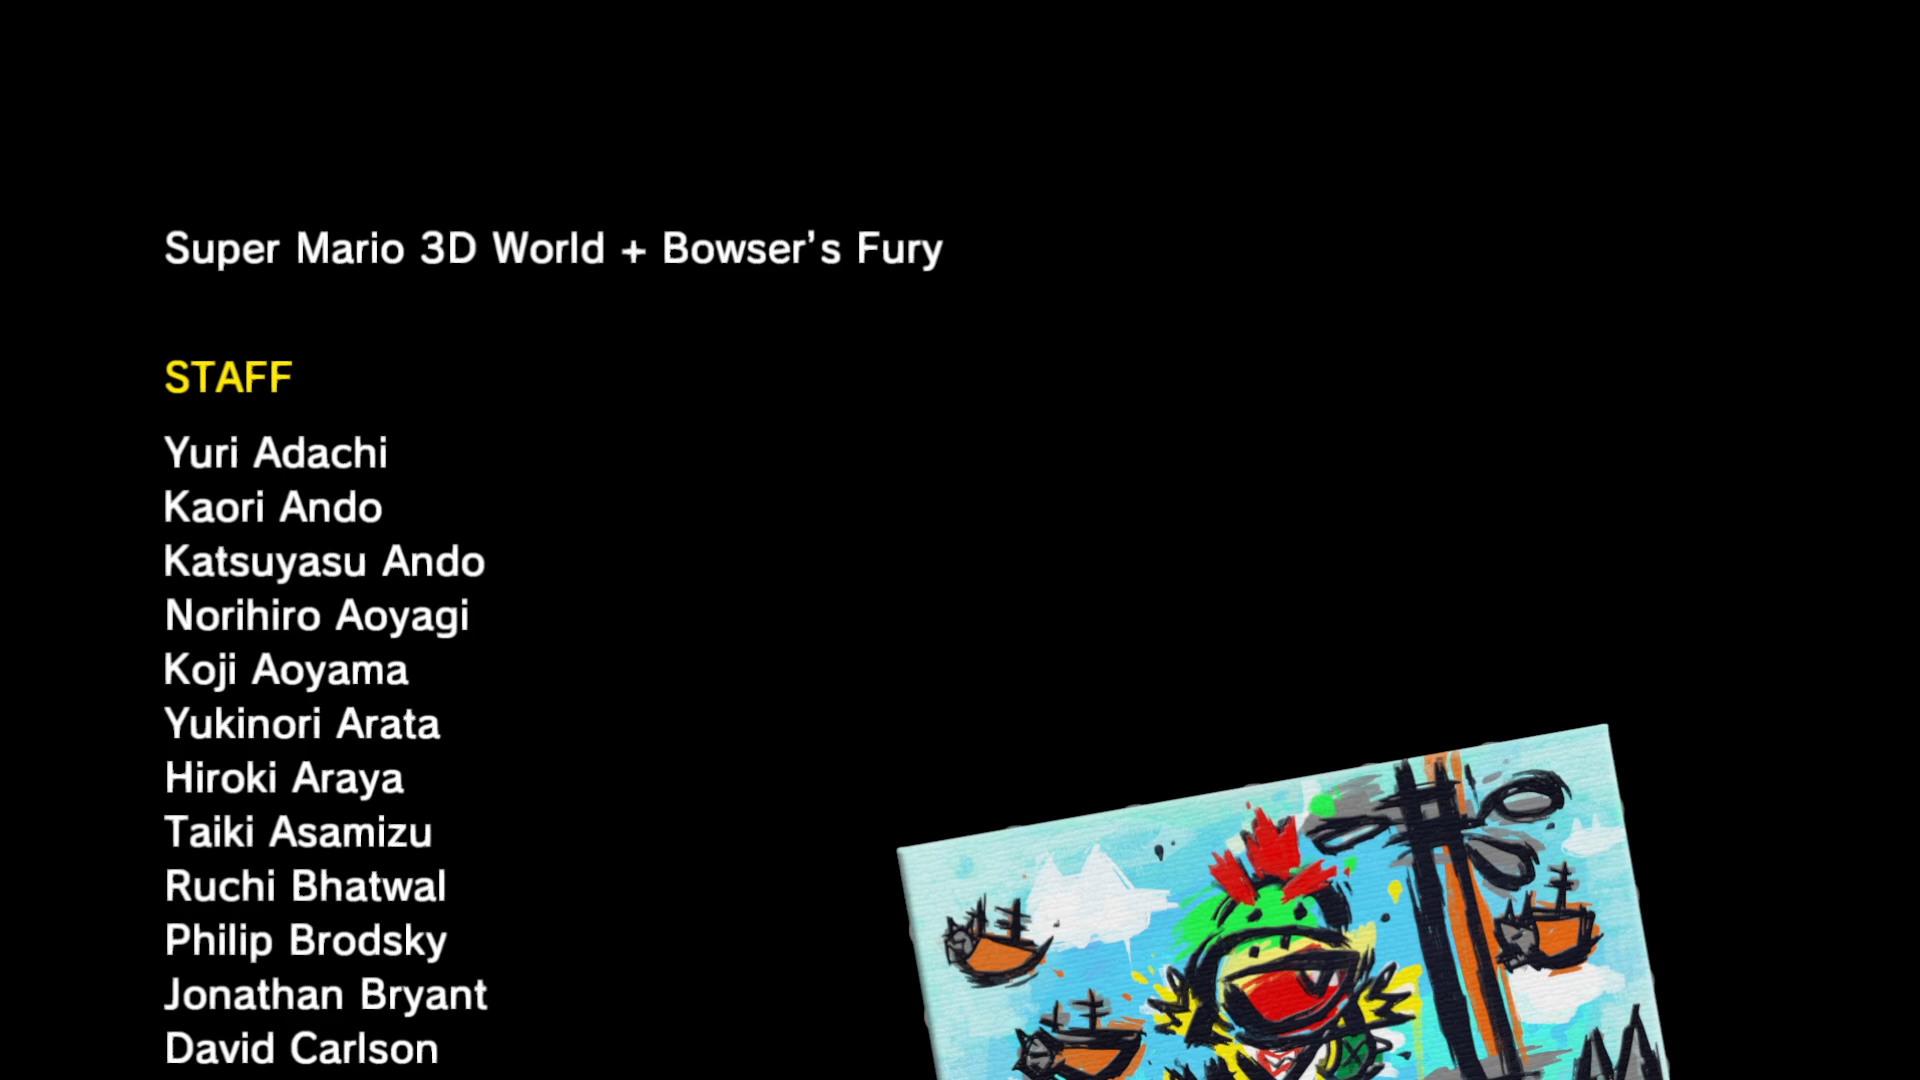 Super Mario 3D World + Bowser's Fury
STAFF
Yuri Adachi
Kaori Ando
Katsuyasu Ando
Norihiro Aoyagi
Koji Aoyama
Yukinori Arata
Hiroki Araya
Taiki Asamizu
Ruchi Bhatwal
Philip Brodsky
Jonathan Bryant
David Carlson